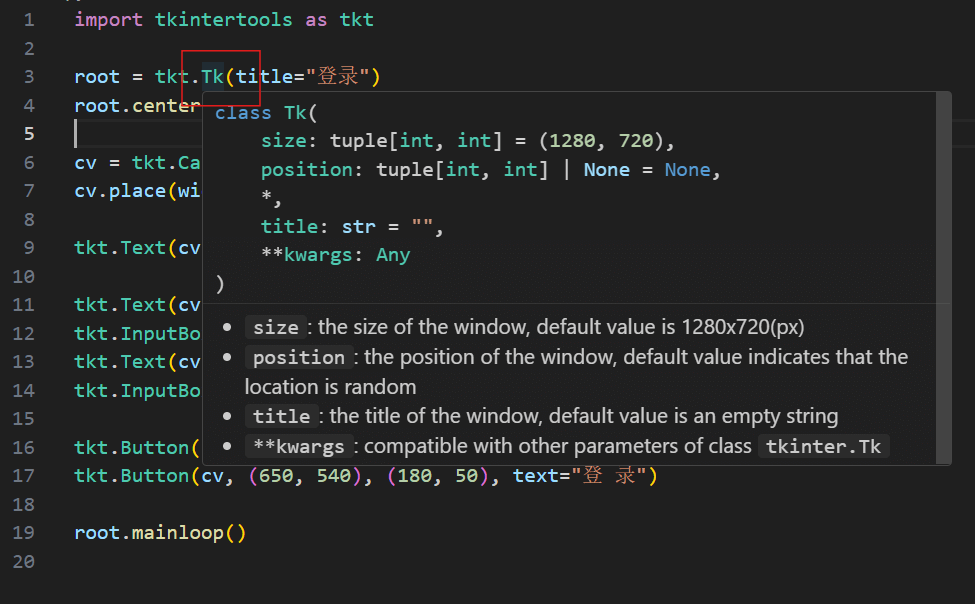 1 import tkintertools as tkt
2
3 root = tkt.Tk(title="登录")
4 root.center
5
6 cv = tkt.Ca
7 cv.place(wi
8
9 tkt.Text(cv
10
11 tkt.Text(cv
12 tkt.InputBo
13 tkt.Text(cv
14 tkt.InputBo
15
16 tkt.Button(
17 tkt.Button(cv, (650, 540), (180, 50), text="登 录")
18
19 root.mainloop()
20
class Tk(
size: tuple[int, int] = (1280, 720),
position: tuple[int, int] | None = None,
*,
title: str = "",
**kwargs: Any
)
• size : the size of the window, default value is 1280x720(px)
• position : the position of the window, default value indicates that the
location is random
• title : the title of the window, default value is an empty string
• **kwargs : compatible with other parameters of class tkinter.Tk